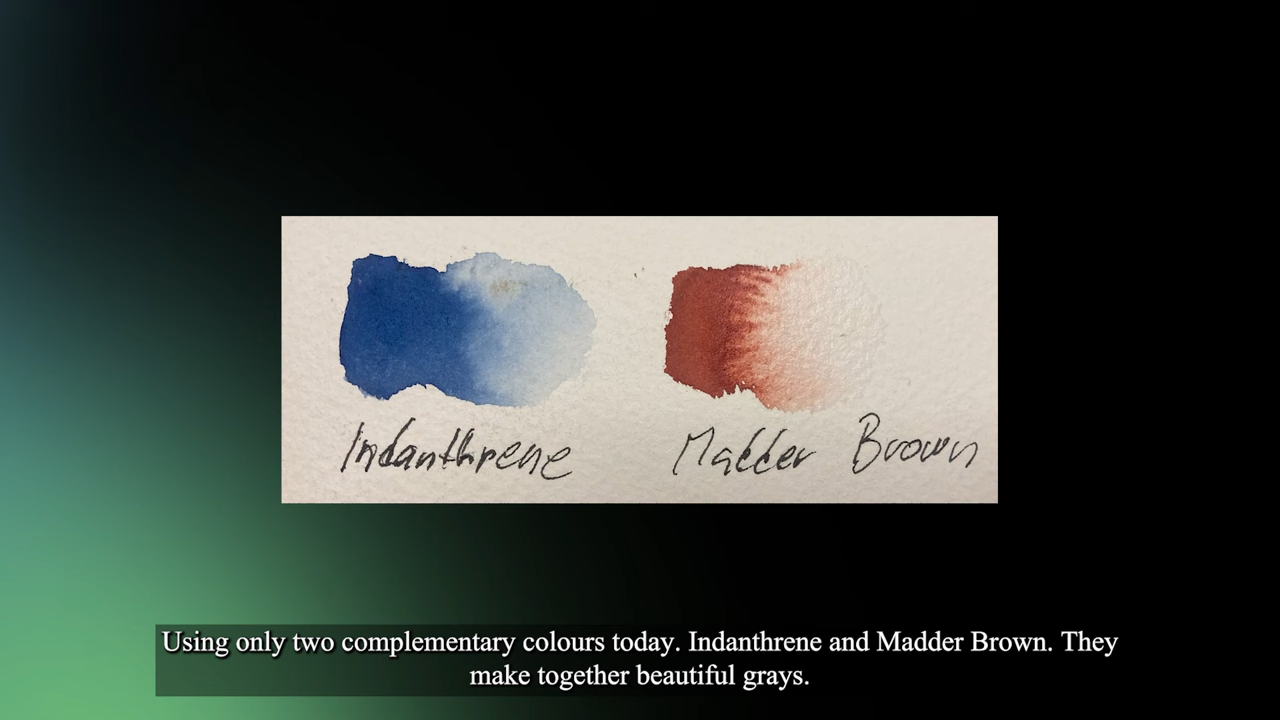 Indanthrene
Madder Brown
Using only two complementary colours today. Indanthrene and Madder Brown. They
make together beautiful grays.